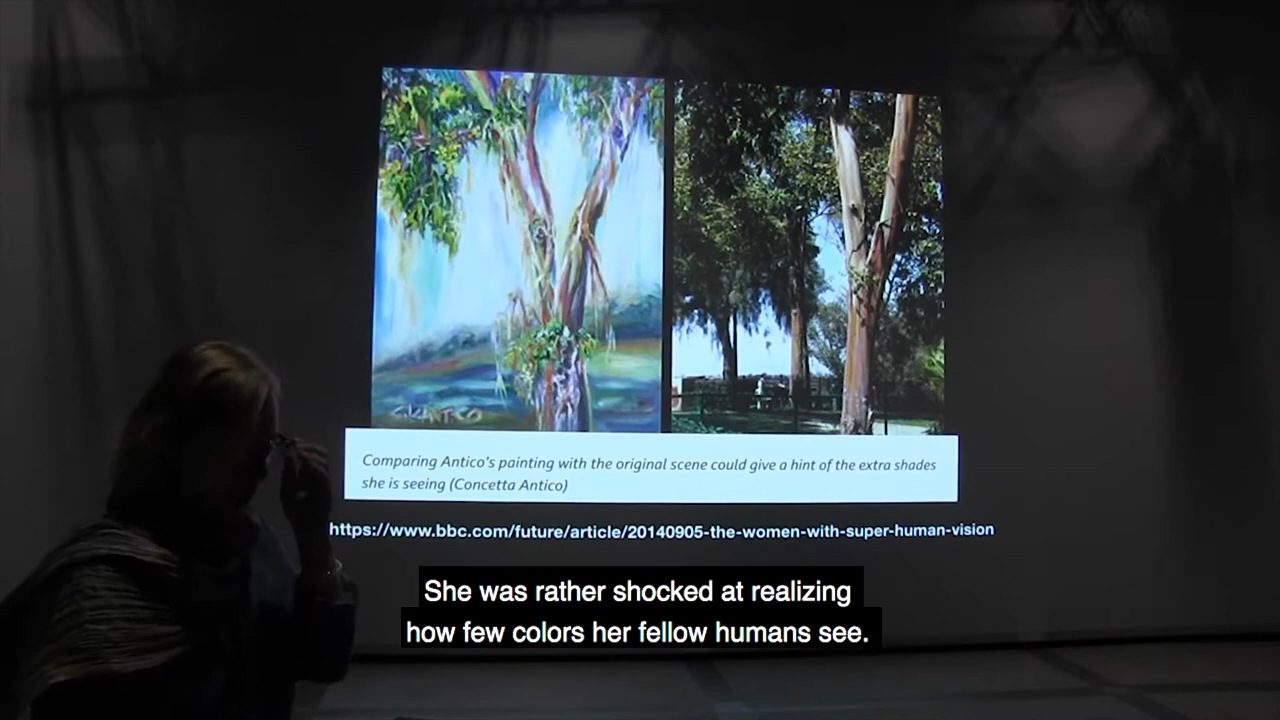 C. ANTICO
Comparing Antico's painting with the original scene could give a hint of the extra shades
she is seeing (Concetta Antico)
https://www.bbc.com/future/article/20140905-the-women-with-super-human-vision
She was rather shocked at realizing
how few colors her fellow humans see.